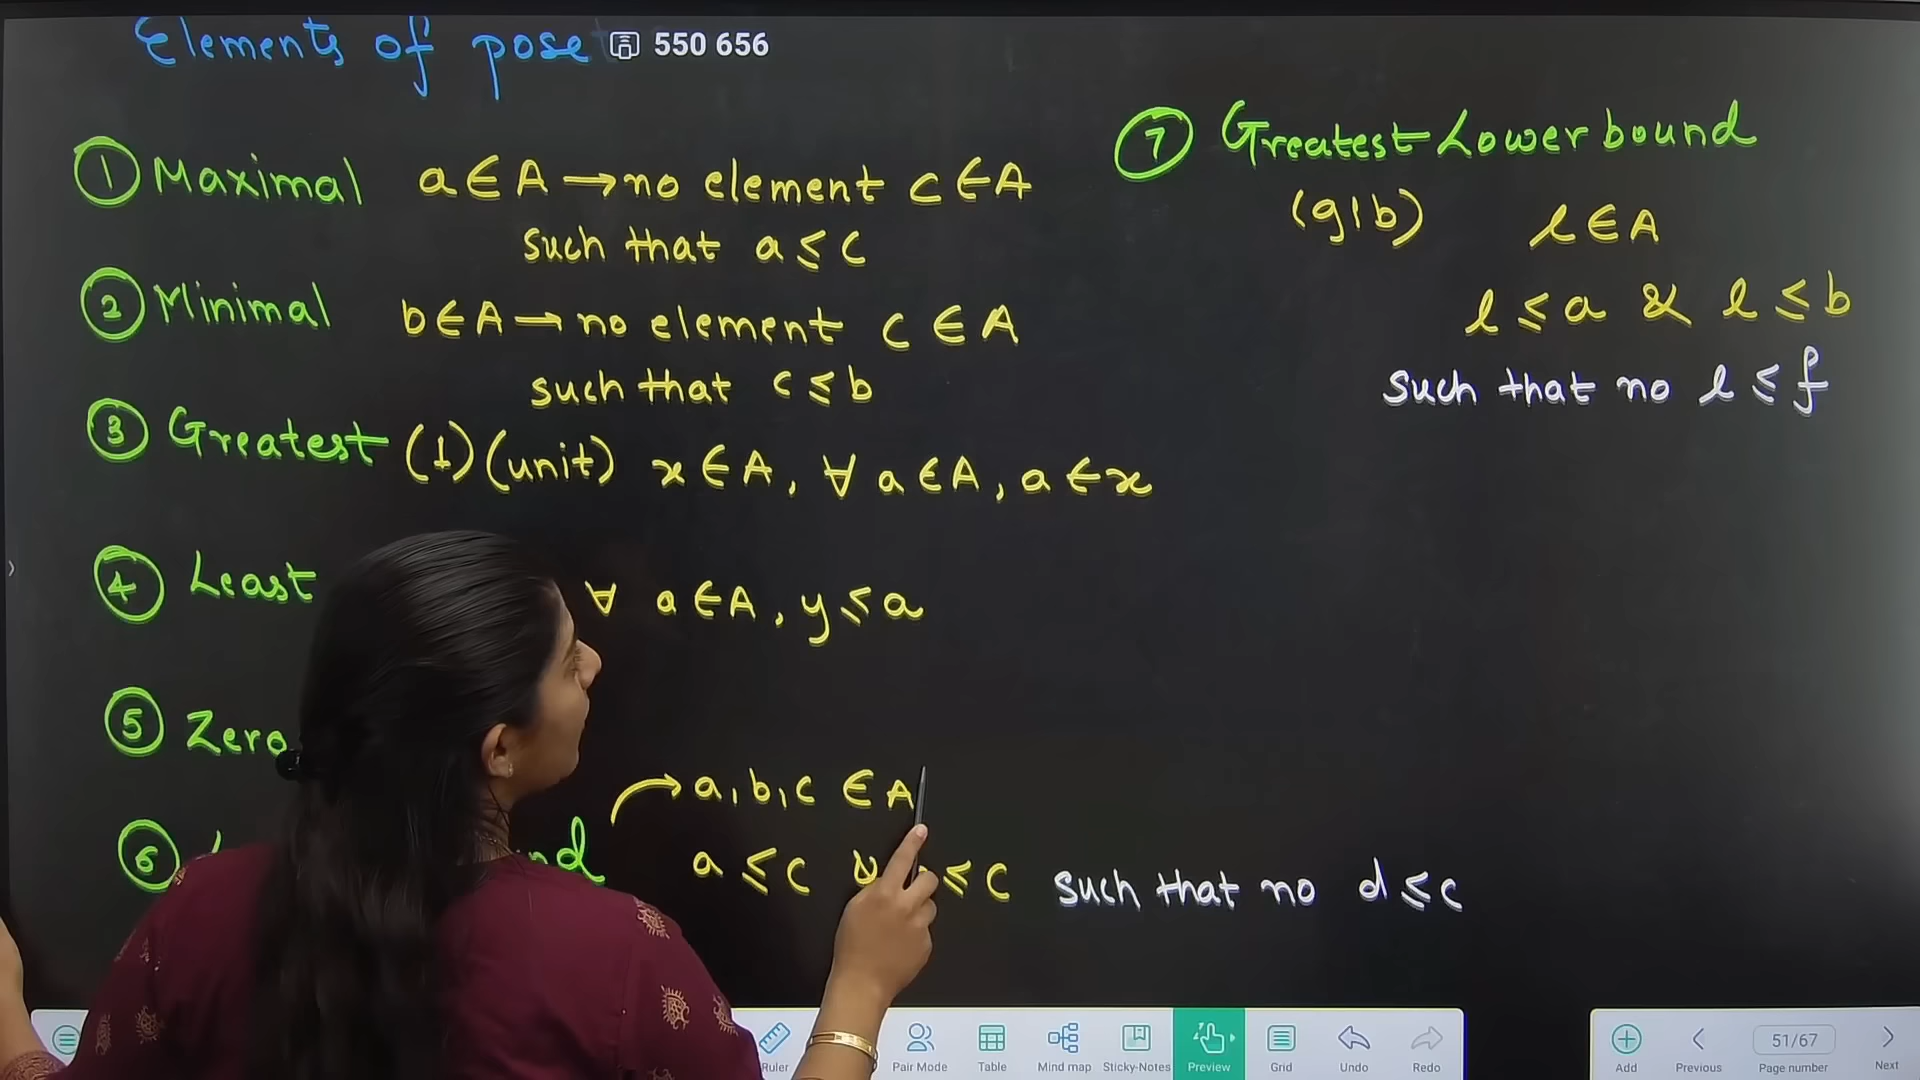 Elements of pose 550 656
① Maximal a ∈ A → no element c ∈ A
such that a ≤ c
② Minimal b ∈ A → no element c ∈ A
such that c ≤ b
③ Greatest (1) (unit) x ∈ A, ∀ a ∈ A, a ∈ x
④ Least ∀ a ∈ A, y ≤ a
⑤ Zero
⑥
a, b, c ∈ A
a ≤ c ≤ c such that no d ≤ c
⑦ Greatest Lower bound
(glb) l ∈ A
l ≤ a & l ≤ b
such that no l ≤ f
Ruler Pair Mode Table Mind map Sticky-Notes Preview Grid Undo Redo
Add Previous 51/67 Page number Next